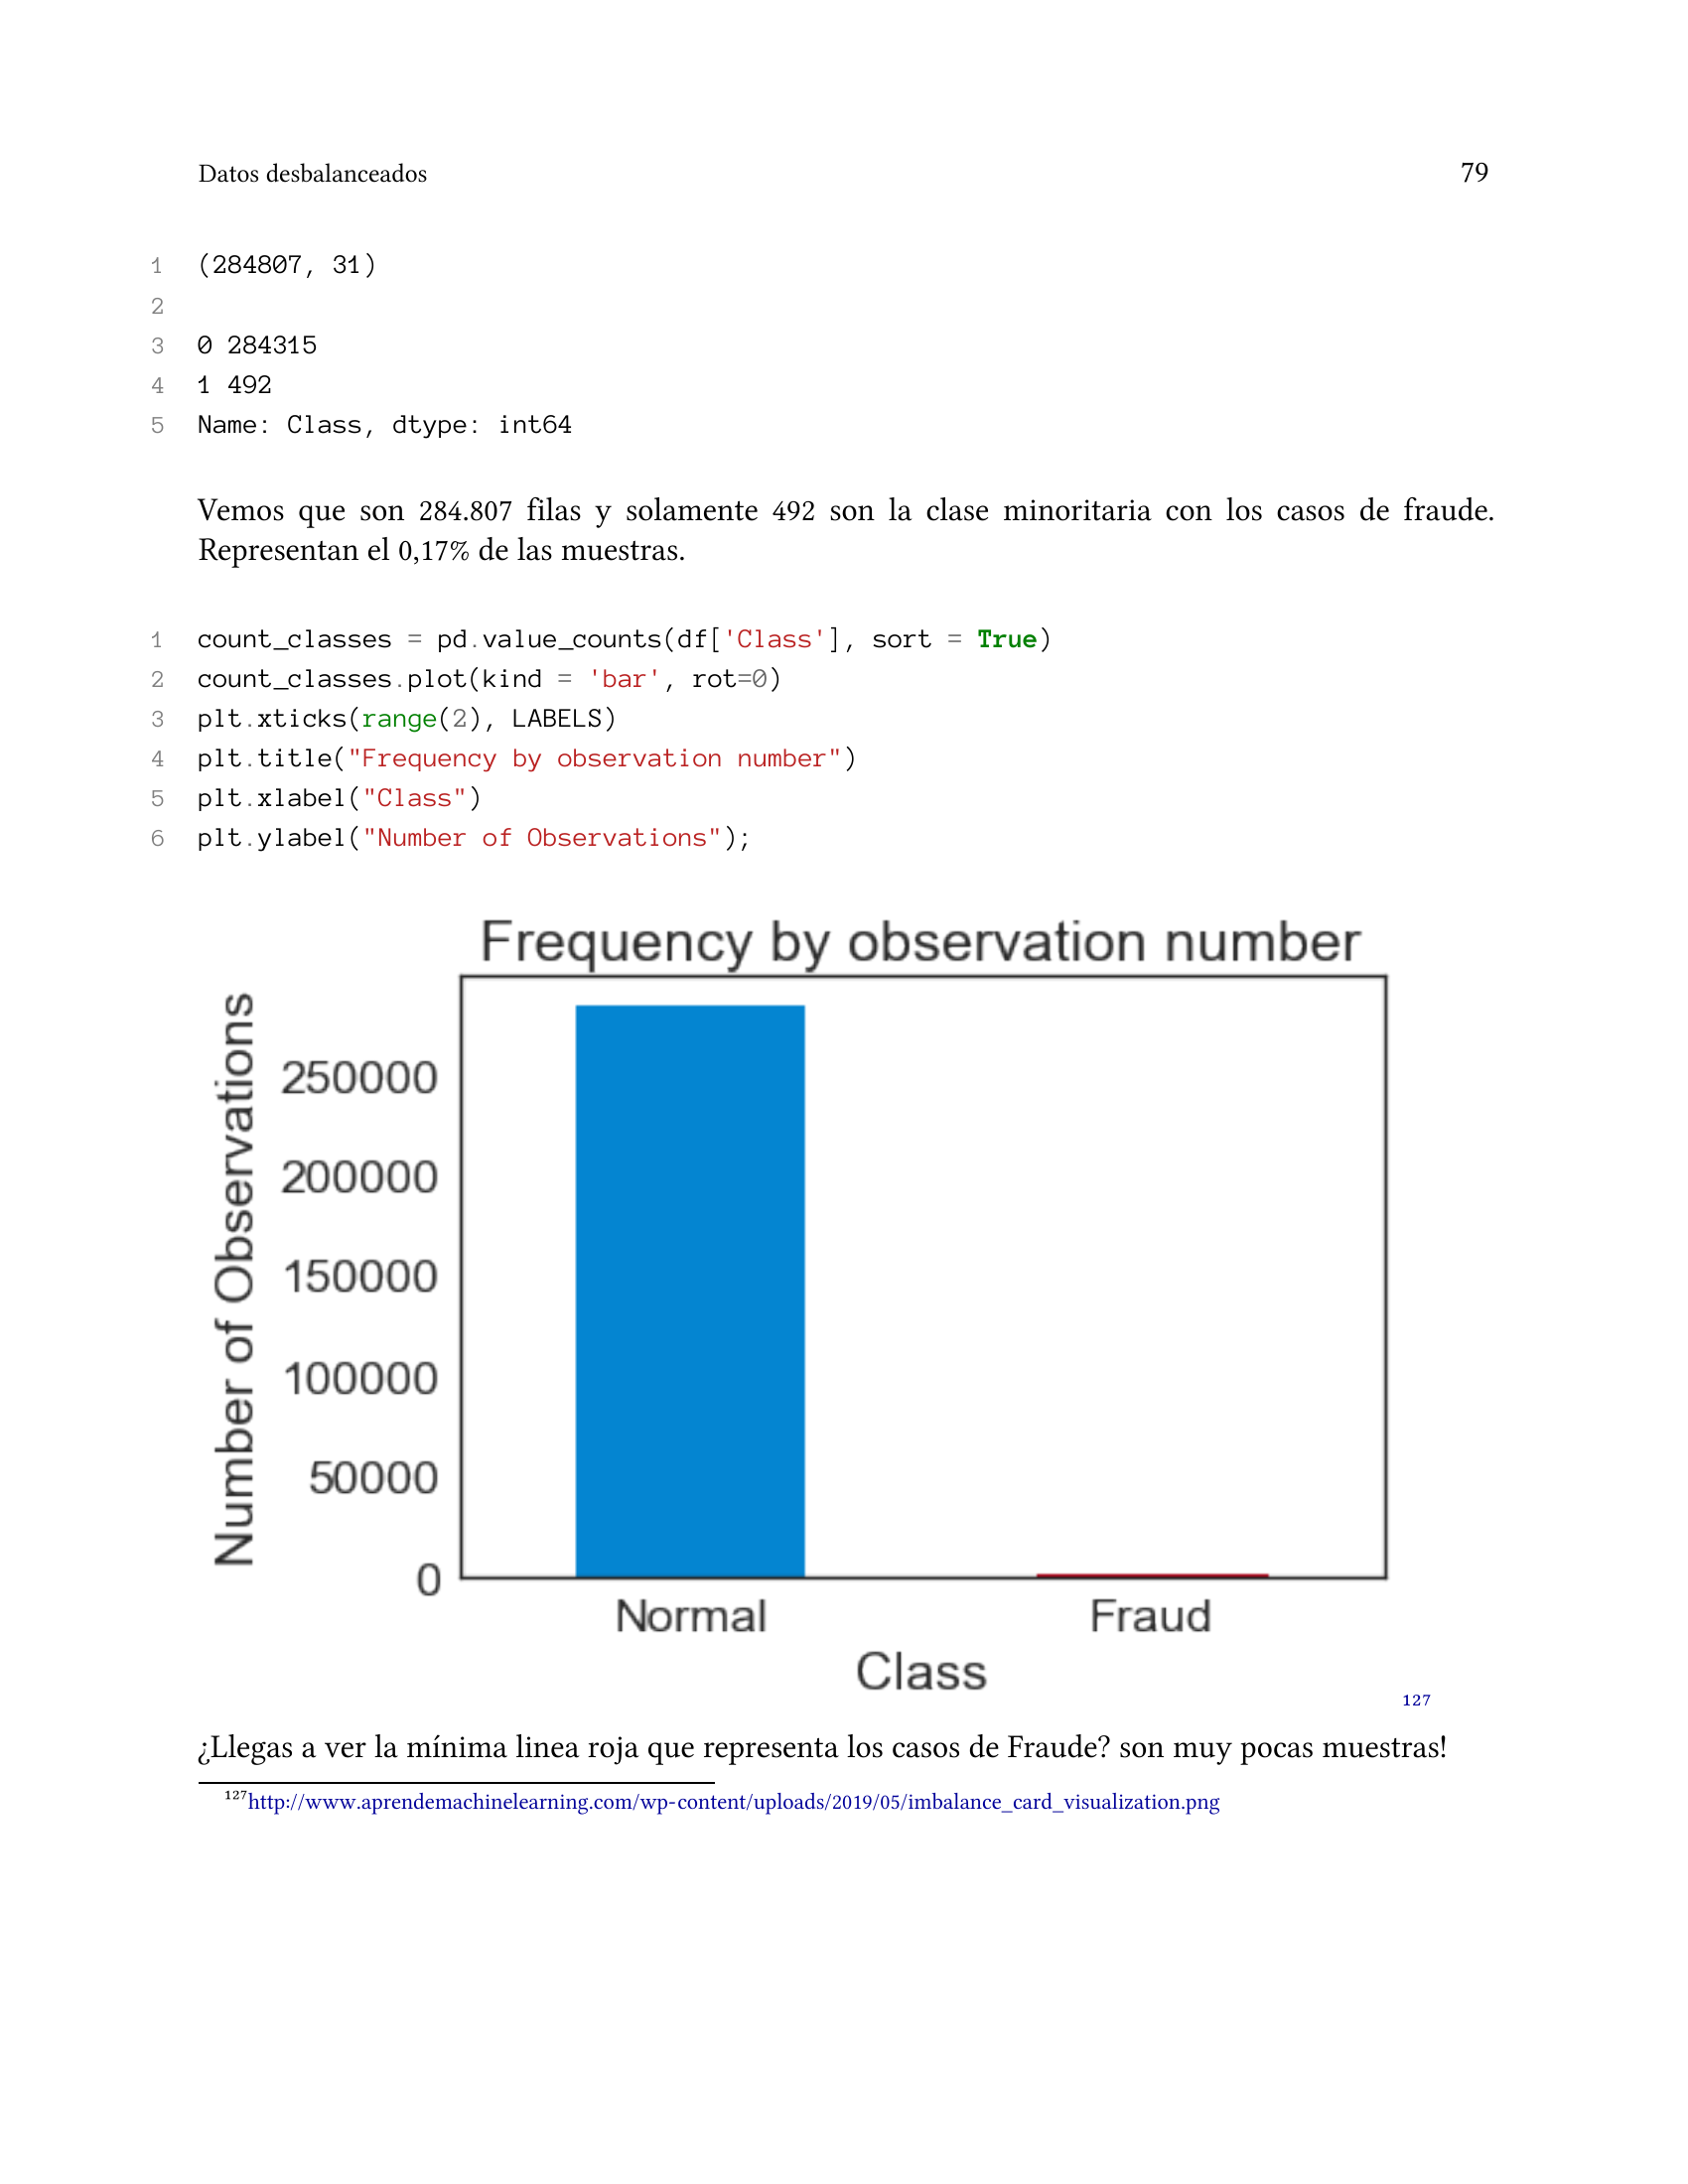 Datos desbalanceados 79
1 (284807, 31)
2
3 0 284315
4 1 492
5 Name: Class, dtype: int64
Vemos que son 284.807 filas y solamente 492 son la clase minoritaria con los casos de fraude.
Representan el 0,17% de las muestras.
1 count_classes = pd.value_counts(df['Class'], sort = True)
2 count_classes.plot(kind = 'bar', rot=0)
3 plt.xticks(range(2), LABELS)
4 plt.title("Frequency by observation number")
5 plt.xlabel("Class")
6 plt.ylabel("Number of Observations");
Frequency by observation number
Number of Observations
250000
200000
150000
100000
50000
0
Normal Fraud
Class
127
¿Llegas a ver la mínima linea roja que representa los casos de Fraude? son muy pocas muestras!
127http://www.aprendemachinelearning.com/wp-content/uploads/2019/05/imbalance_card_visualization.png